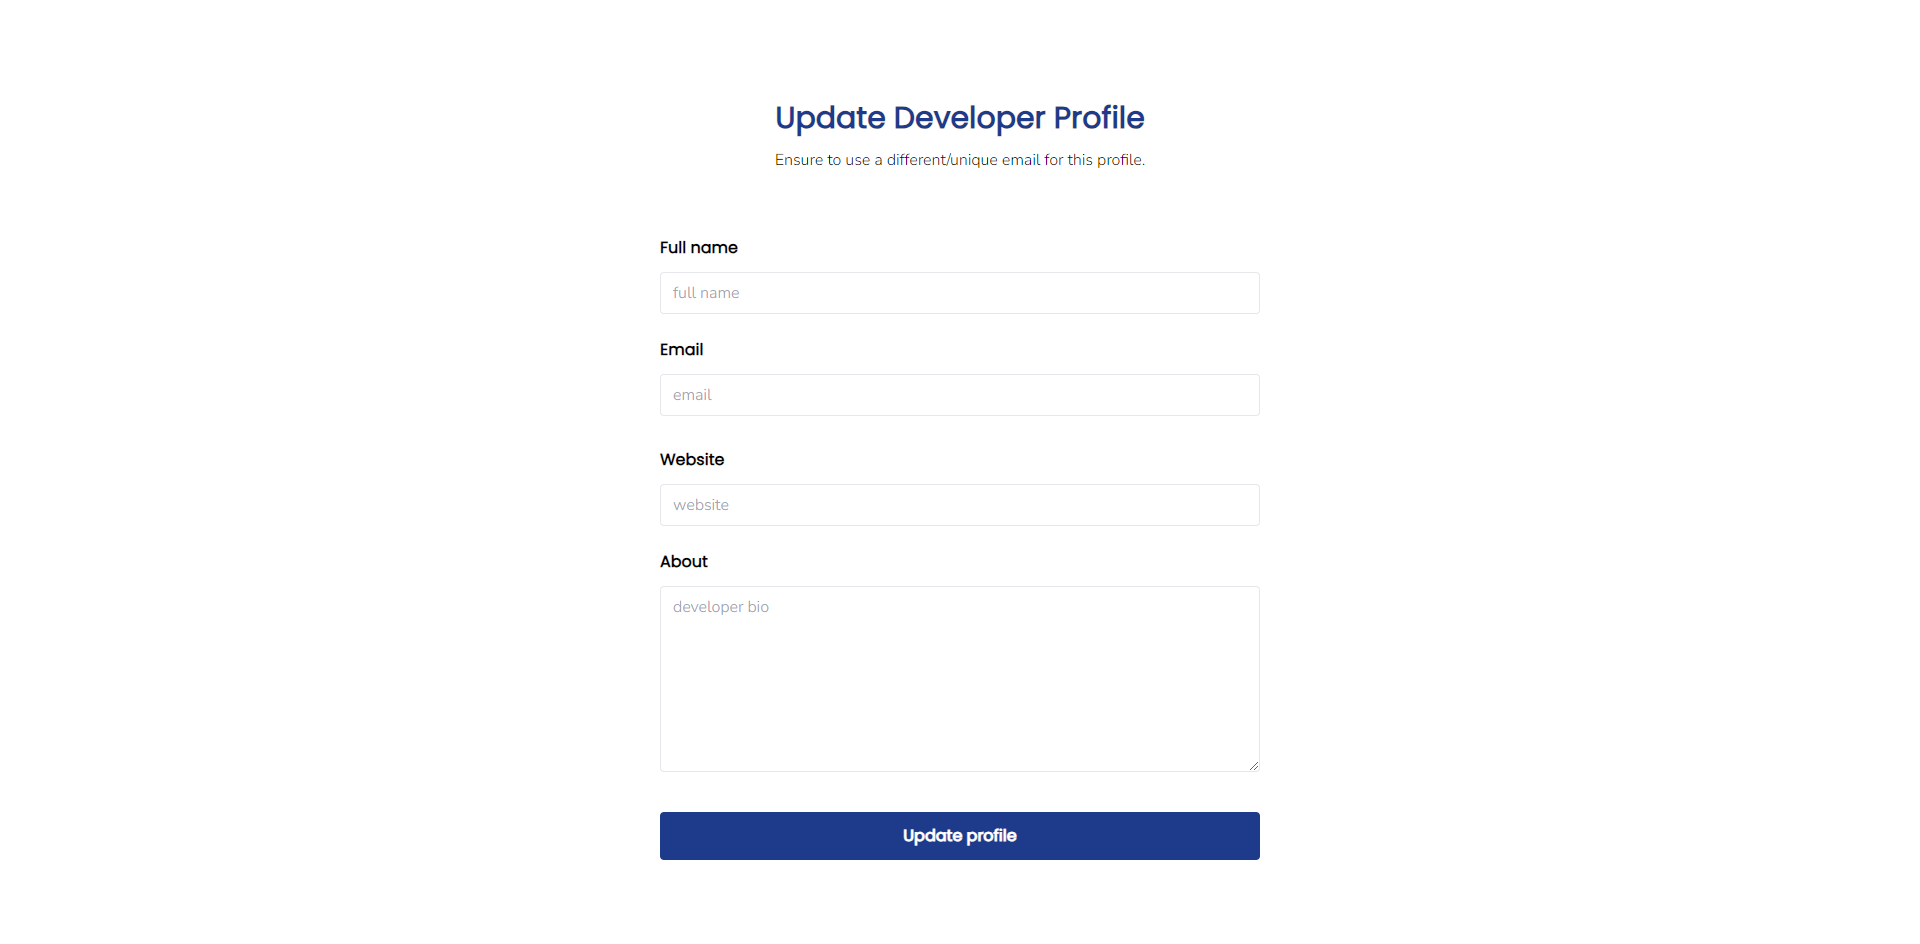 Update Developer Profile
Ensure to use a different/unique email for this profile.
Full name
full name
Email
email
Website
website
About
developer bio
Update profile